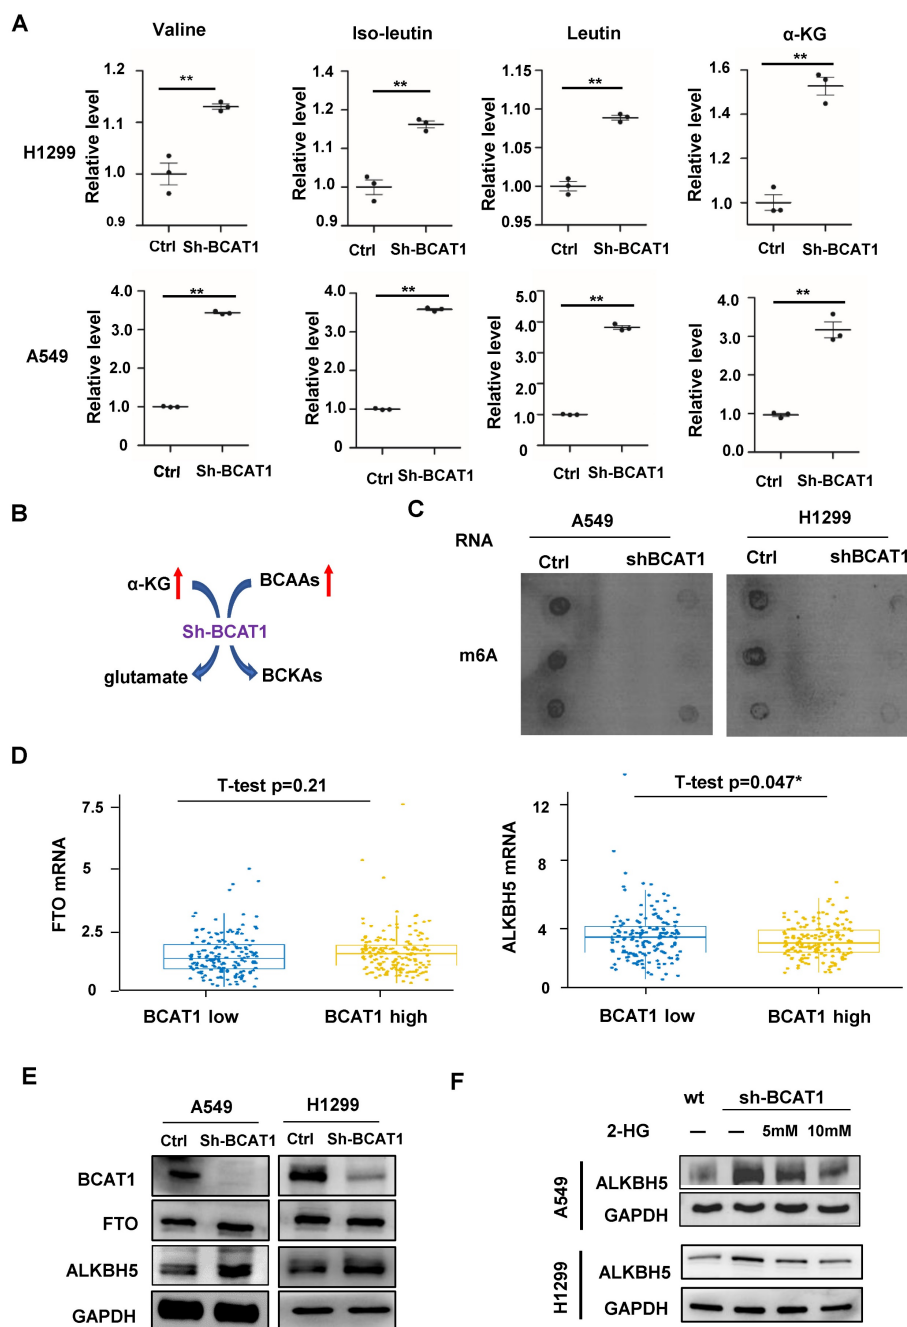 A
Valine Iso-leutin Leutin α-KG
H1299
Relative level
1.2
1.1
1.0
0.9
Ctrl Sh-BCAT1
Relative level
1.4
1.2
1.0
0.9
Ctrl Sh-BCAT1
Relative level
1.15
1.10
1.00
0.95
Ctrl Sh-BCAT1
Relative level
1.6
1.4
1.2
1.0
Ctrl Sh-BCAT1
**
**
**
**
A549
Relative level
4.0
3.0
2.0
1.0
0
Ctrl Sh-BCAT1
Relative level
4.0
3.0
2.0
1.0
0
Ctrl Sh-BCAT1
Relative level
5.0
4.0
3.0
2.0
1.0
0
Ctrl Sh-BCAT1
Relative level
4.0
3.0
2.0
1.0
0.0
Ctrl Sh-BCAT1
**
**
**
**
B
α-KG BCAAs
Sh-BCAT1
glutamate BCKAs
C
A549 H1299
RNA
Ctrl shBCAT1 Ctrl shBCAT1
m6A
D
T-test p=0.21
FTO mRNA
7.5
5
2.5
0
BCAT1 low BCAT1 high
T-test p=0.047*
ALKBH5 mRNA
12
8
4
0
BCAT1 low BCAT1 high
E
A549 H1299
Ctrl Sh-BCAT1 Ctrl Sh-BCAT1
BCAT1
FTO
ALKBH5
GAPDH
F
wt sh-BCAT1
2-HG — — 5mM 10mM
A549
ALKBH5
GAPDH
H1299
ALKBH5
GAPDH